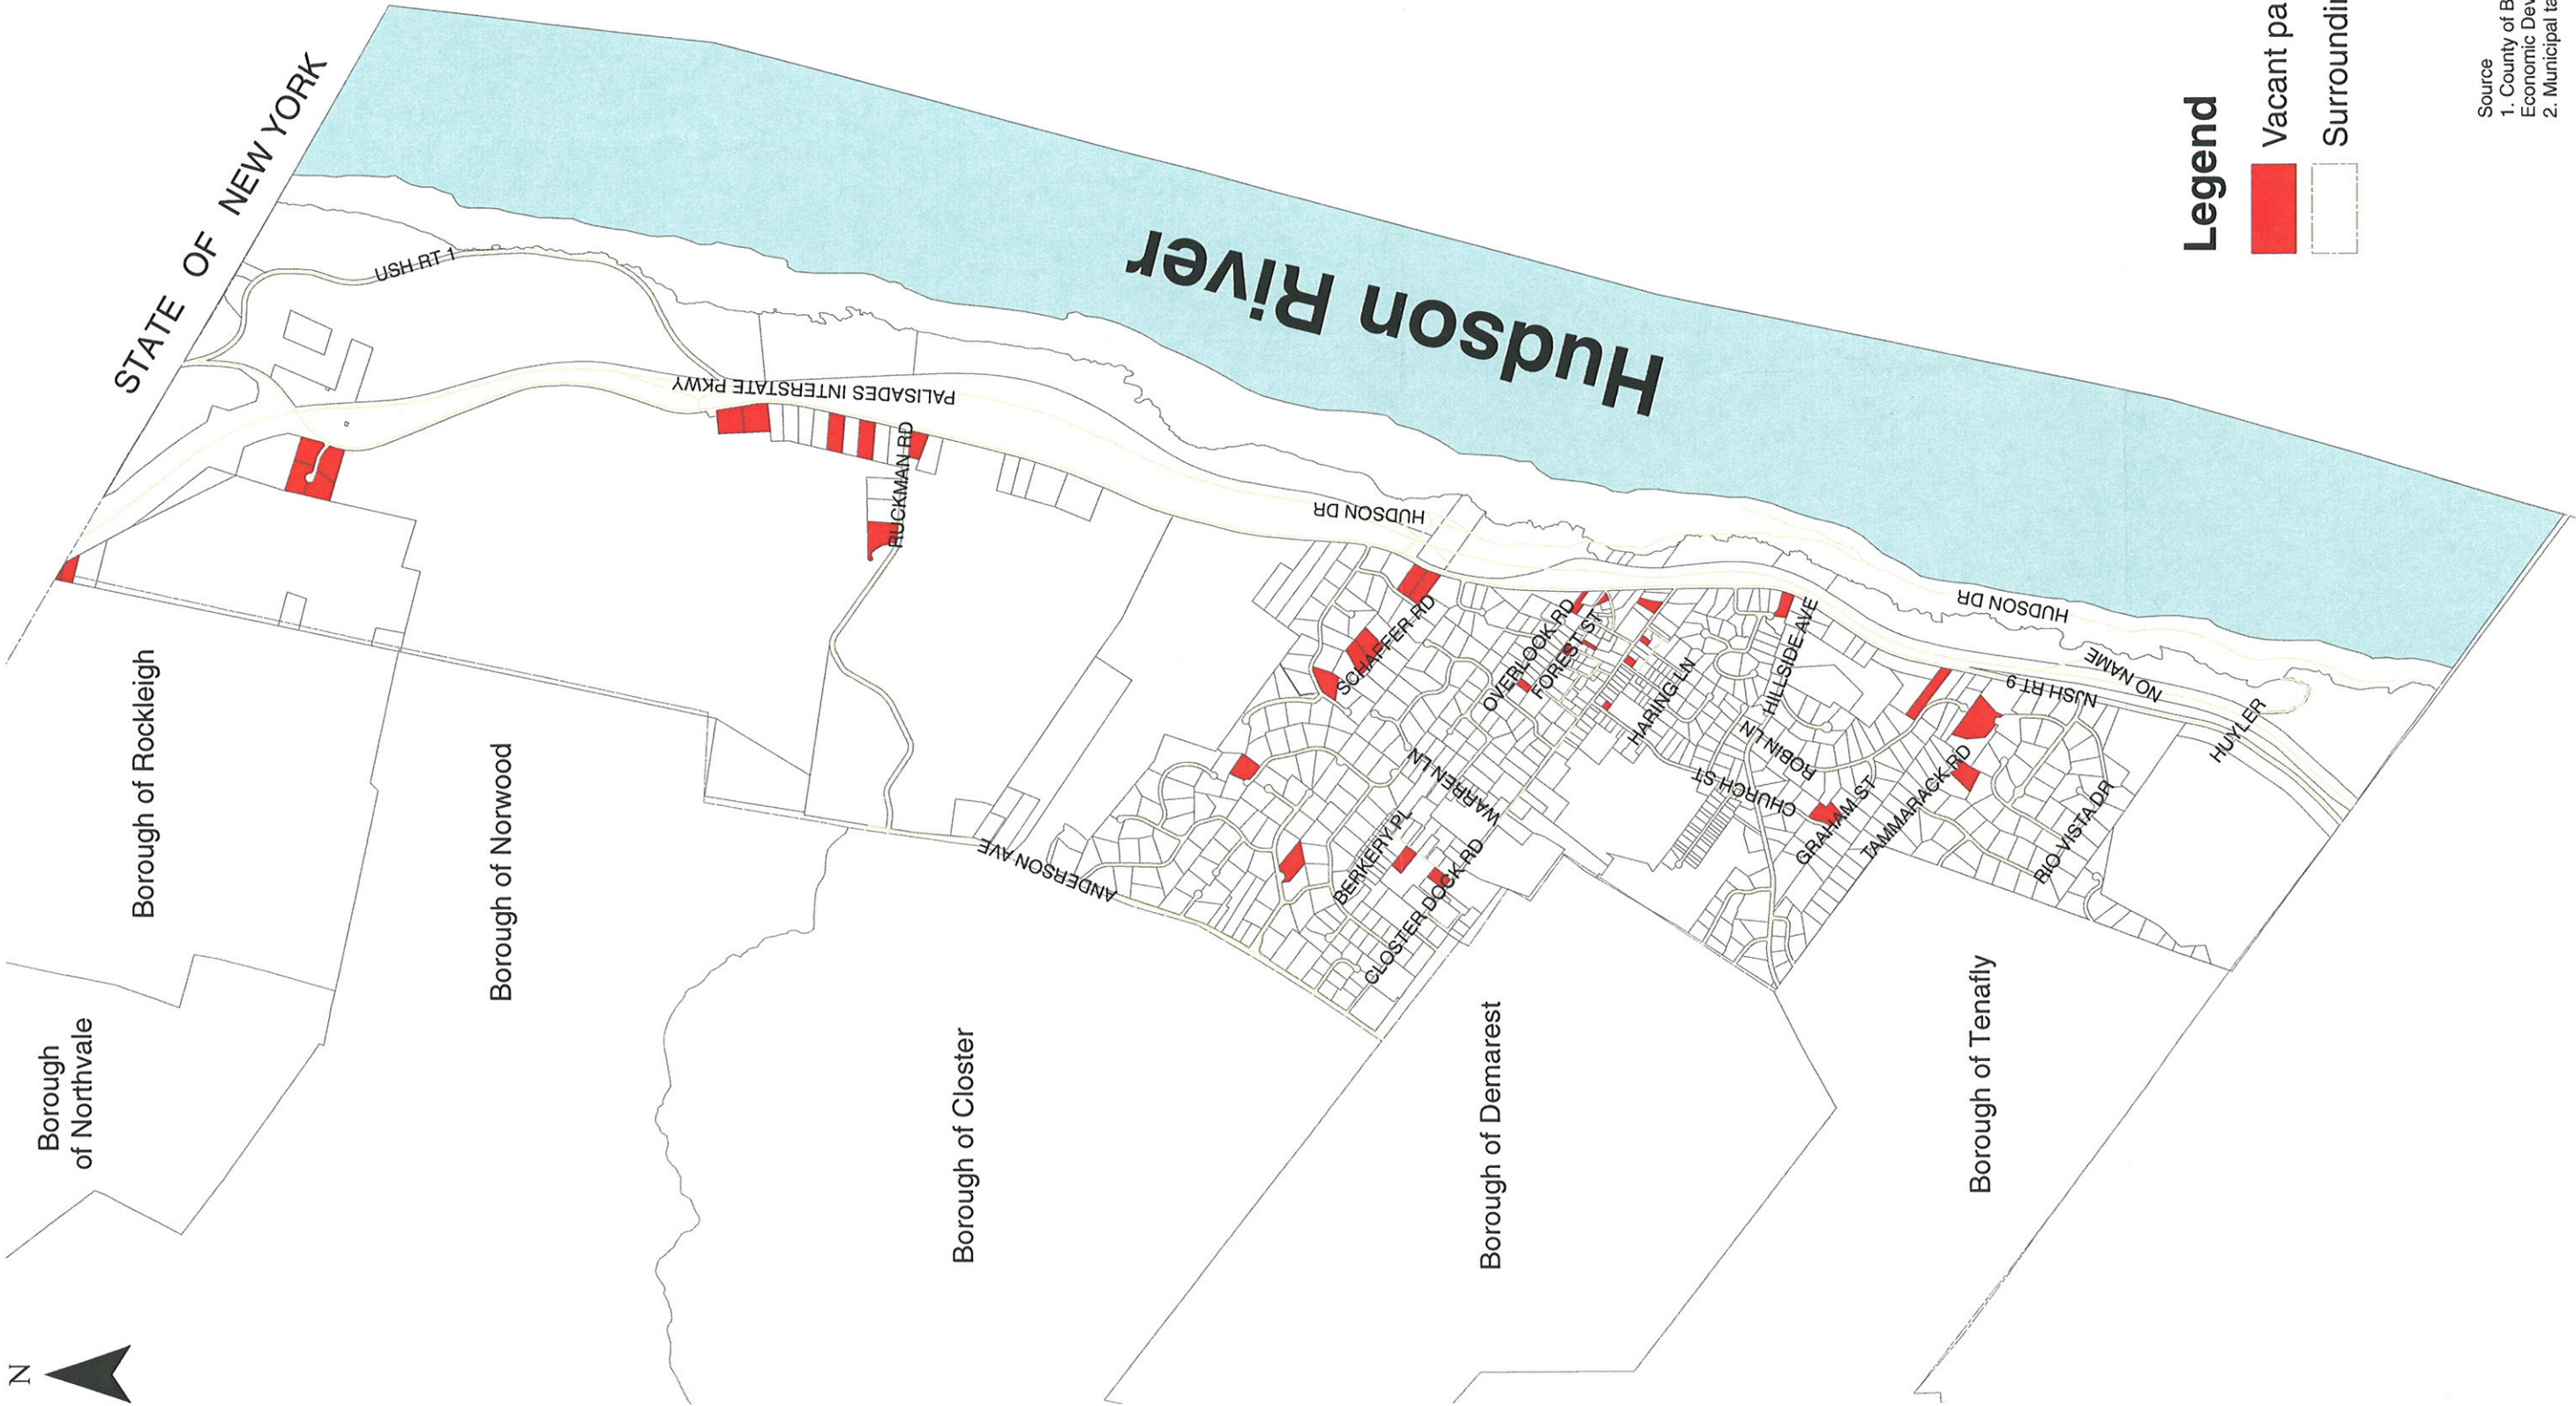 N
STATE OF NEW YORK
Borough
of Northvale
Borough of Rockleigh
Borough of Norwood
Borough of Closter
Borough of Demarest
Borough of Tenafly
Hudson River
USH RT 1
PALISADES INTERSTATE PKWY
RUCKMAN RD
HUDSON DR
ANDERSON AVE
SCHAFFER RD
OVERLOOK RD
FOREST ST
HARING LN
HILLSIDE AVE
ROBIN LN
CHURCH ST
WARREN LN
BERKERY PL
CLOSTER DOCK RD
GRAHAM ST
TAMMARACK RD
RIO VISTA DR
HUDSON DR
NO NAME
NJSH RT 9
HUYLER
Legend
Vacant pa
Surroundi
Source
1. County of B
Economic Dev
2. Municipal ta